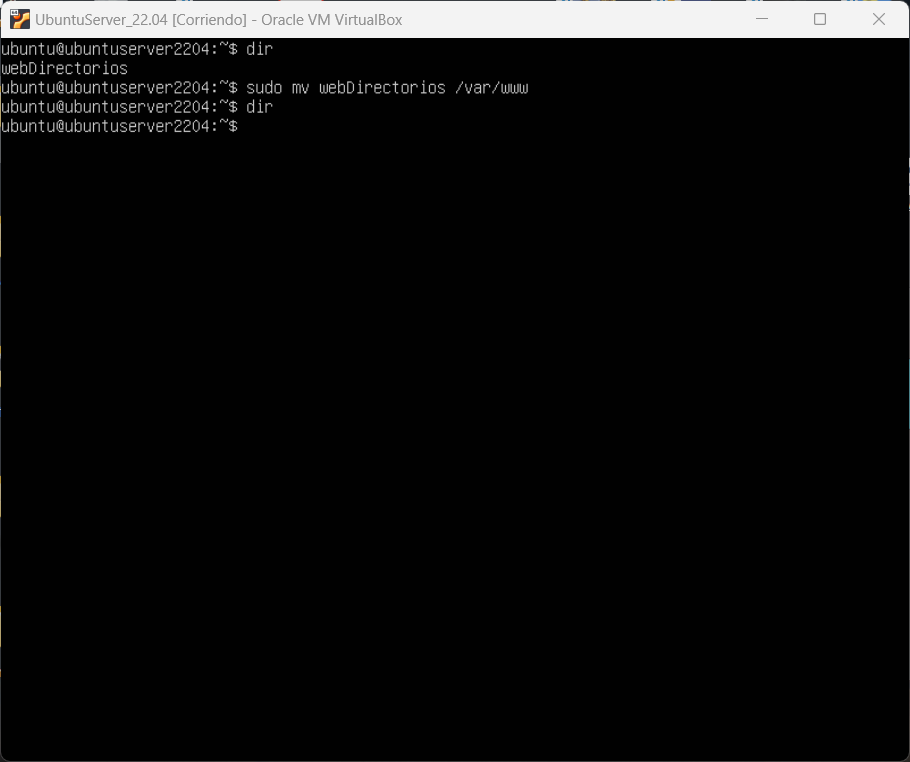 UbuntuServer_22.04 [Corriendo] - Oracle VM VirtualBox
ubuntu@ubuntuserver2204:~$ dir
webDirectorios
ubuntu@ubuntuserver2204:~$ sudo mv webDirectorios /var/www
ubuntu@ubuntuserver2204:~$ dir
ubuntu@ubuntuserver2204:~$